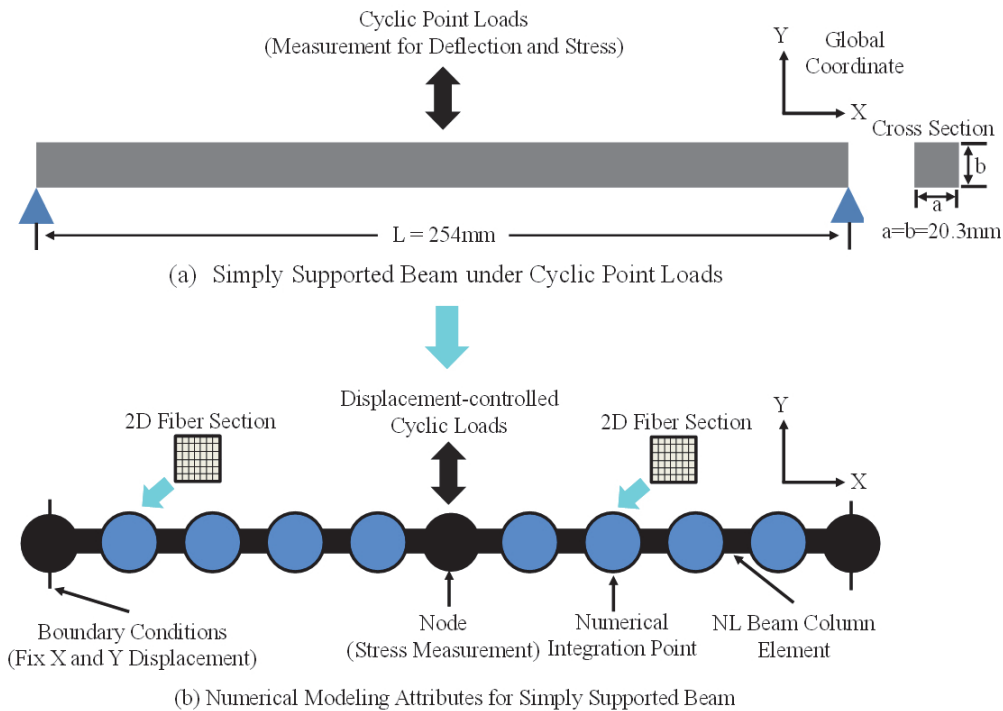 Cyclic Point Loads
(Measurement for Deflection and Stress)
Y
Global
Coordinate
X
Cross Section
b
a
a=b=20.3mm
L = 254mm
(a) Simply Supported Beam under Cyclic Point Loads
Displacement-controlled
Cyclic Loads
2D Fiber Section
2D Fiber Section
Y
X
Boundary Conditions
(Fix X and Y Displacement)
Node
(Stress Measurement)
Numerical
Integration Point
NL Beam Column
Element
(b) Numerical Modeling Attributes for Simply Supported Beam